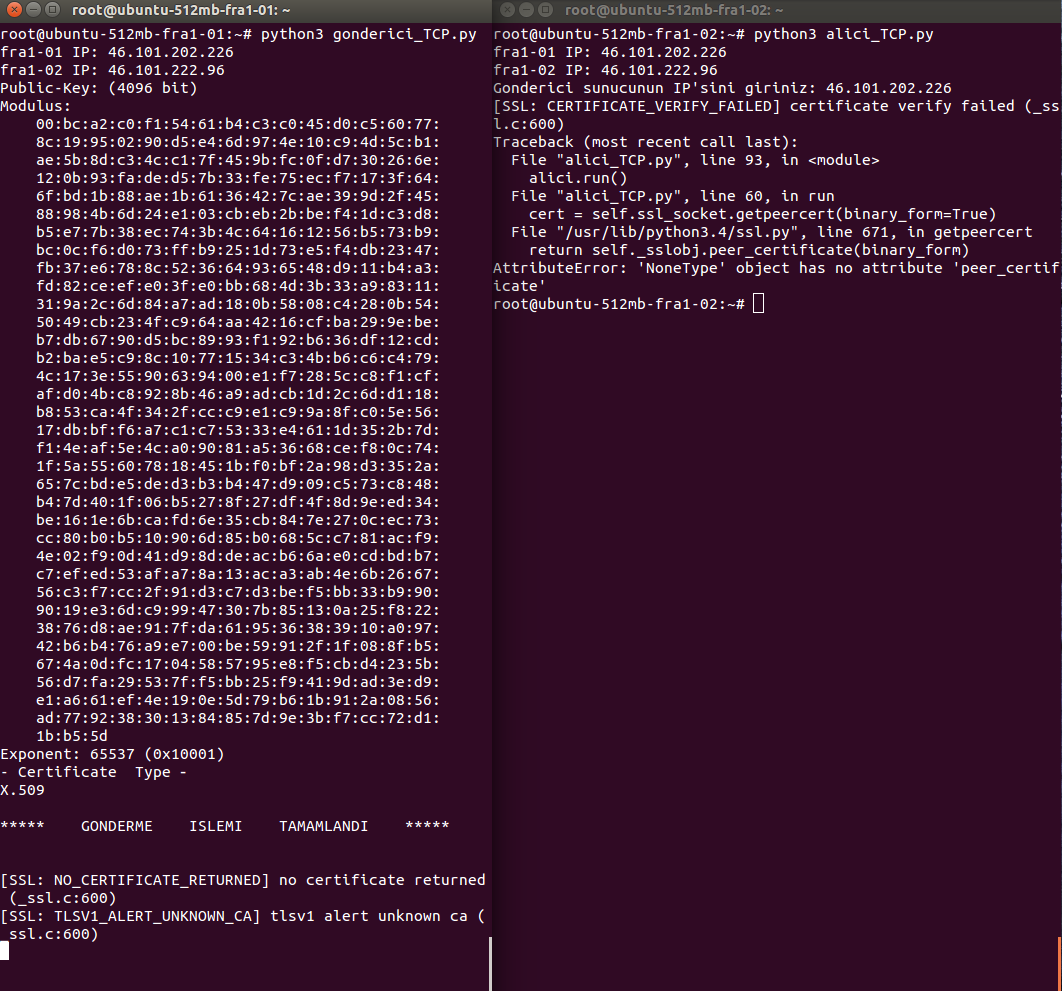 root@ubuntu-512mb-fra1-01: ~
root@ubuntu-512mb-fra1-01:~# python3 gonderici_TCP.py
fra1-01 IP: 46.101.202.226
fra1-02 IP: 46.101.222.96
Public-Key: (4096 bit)
Modulus:
00:bc:a2:c0:f1:54:61:b4:c3:c0:45:d0:c5:60:77:
8c:19:95:02:90:d5:e4:6d:97:4e:10:c9:4d:5c:b1:
ae:5b:8d:c3:4c:c1:7f:45:9b:fc:0f:d7:30:26:6e:
12:0b:93:fa:de:d5:7b:33:fe:75:ec:f7:17:3f:64:
6f:bd:1b:88:ae:1b:61:36:42:7c:ae:39:9d:2f:45:
88:98:4b:6d:24:e1:03:cb:eb:2b:be:f4:1d:c3:d8:
b5:e7:7b:38:ec:74:3b:4c:64:16:12:56:b5:73:b9:
bc:0c:f6:d0:73:ff:b9:25:1d:73:e5:f4:db:23:47:
fb:37:e6:78:8c:52:36:64:93:65:48:d9:11:b4:a3:
fd:82:ce:ef:e0:3f:e0:bb:68:4d:3b:33:a9:83:11:
31:9a:2c:6d:84:a7:ad:18:0b:58:08:c4:28:0b:54:
50:49:cb:23:4f:c9:64:aa:42:16:cf:ba:29:9e:be:
b7:db:67:90:d5:bc:89:93:f1:92:b6:36:df:12:cd:
b2:ba:e5:c9:8c:10:77:15:34:c3:4b:b6:c6:c4:79:
4c:17:3e:55:90:63:94:00:e1:f7:28:5c:c8:f1:cf:
af:d0:4b:c8:92:8b:46:a9:ad:cb:1d:2c:6d:d1:18:
b8:53:ca:4f:34:2f:cc:c9:e1:c9:9a:8f:c0:5e:56:
17:db:bf:f6:a7:c1:c7:53:33:e4:61:1d:35:2b:7d:
f1:4e:af:5e:4c:a0:90:81:a5:36:68:ce:f8:0c:74:
1f:5a:55:60:78:18:45:1b:f0:bf:2a:98:d3:35:2a:
65:7c:bd:e5:de:d3:b3:b4:47:d9:09:c5:73:c8:48:
b4:7d:40:1f:06:b5:27:8f:27:df:4f:8d:9e:ed:34:
be:16:1e:6b:ca:fd:6e:35:cb:84:7e:27:0c:ec:73:
cc:80:b0:b5:10:90:6d:85:b0:68:5c:c7:81:ac:f9:
4e:02:f9:0d:41:d9:8d:de:ac:b6:6a:e0:cd:bd:b7:
c7:ef:ed:53:af:a7:8a:13:ac:a3:ab:4e:6b:26:67:
56:c3:f7:cc:2f:91:d3:c7:d3:be:f5:bb:33:b9:90:
90:19:e3:6d:c9:99:47:30:7b:85:13:0a:25:f8:22:
38:76:d8:ae:91:7f:da:61:95:36:38:39:10:a0:97:
42:b6:b4:76:a9:e7:00:be:59:91:2f:1f:08:8f:b5:
67:4a:0d:fc:17:04:58:57:95:e8:f5:cb:d4:23:5b:
56:d7:fa:29:53:7f:f5:bb:25:f9:41:9d:ad:3e:d9:
e1:a6:61:ef:4e:19:0e:5d:79:b6:1b:91:2a:08:56:
ad:77:92:38:30:13:84:85:7d:9e:3b:f7:cc:72:d1:
1b:b5:5d
Exponent: 65537 (0x10001)
- Certificate  Type -
X.509
*****    GONDERME    ISLEMI    TAMAMLANDI    *****
[SSL: NO_CERTIFICATE_RETURNED] no certificate returned
(_ssl.c:600)
[SSL: TLSV1_ALERT_UNKNOWN_CA] tlsv1 alert unknown ca (
_ssl.c:600)
root@ubuntu-512mb-fra1-02: ~
root@ubuntu-512mb-fra1-02:~# python3 alici_TCP.py
fra1-01 IP: 46.101.202.226
fra1-02 IP: 46.101.222.96
Gonderici sunucunun IP'sini giriniz: 46.101.202.226
[SSL: CERTIFICATE_VERIFY_FAILED] certificate verify failed (_ss
l.c:600)
Traceback (most recent call last):
  File "alici_TCP.py", line 93, in <module>
    alici.run()
  File "alici_TCP.py", line 60, in run
    cert = self.ssl_socket.getpeercert(binary_form=True)
  File "/usr/lib/python3.4/ssl.py", line 671, in getpeercert
    return self._sslobj.peer_certificate(binary_form)
AttributeError: 'NoneType' object has no attribute 'peer_certif
icate'
root@ubuntu-512mb-fra1-02:~#